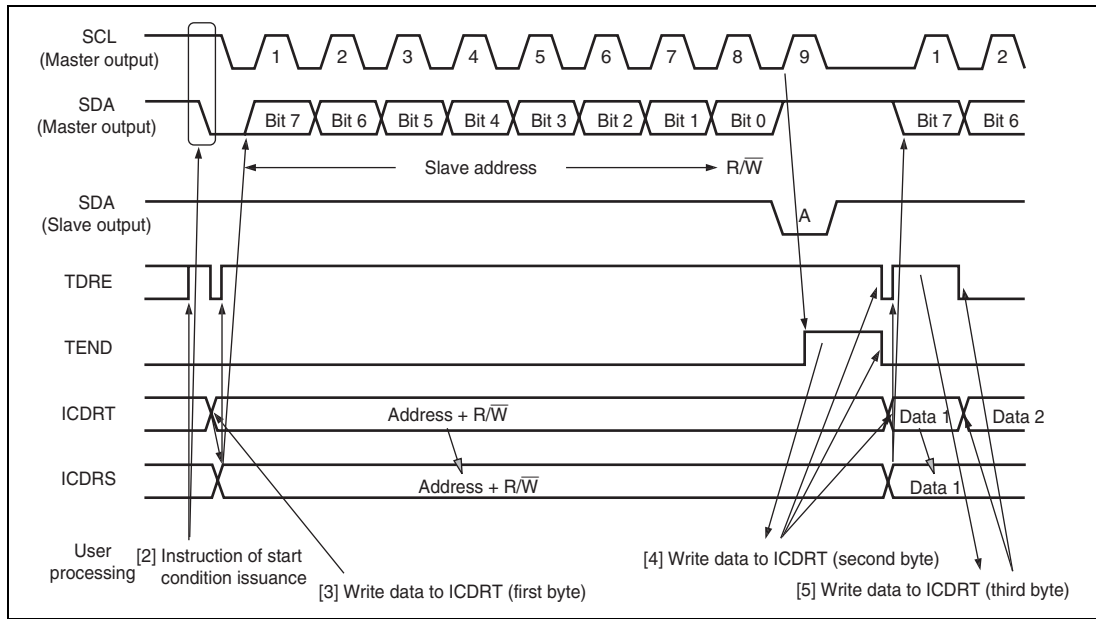 SCL
(Master output)
1 2 3 4 5 6 7 8 9 1 2
SDA
(Master output)
Bit 7 Bit 6 Bit 5 Bit 4 Bit 3 Bit 2 Bit 1 Bit 0 Bit 7 Bit 6
Slave address R/W̅
SDA
(Slave output)
A
TDRE
TEND
ICDRT
Address + R/W̅ Data 1 Data 2
ICDRS
Address + R/W̅ Data 1
User
processing
[2] Instruction of start
condition issuance
[3] Write data to ICDRT (first byte)
[4] Write data to ICDRT (second byte)
[5] Write data to ICDRT (third byte)